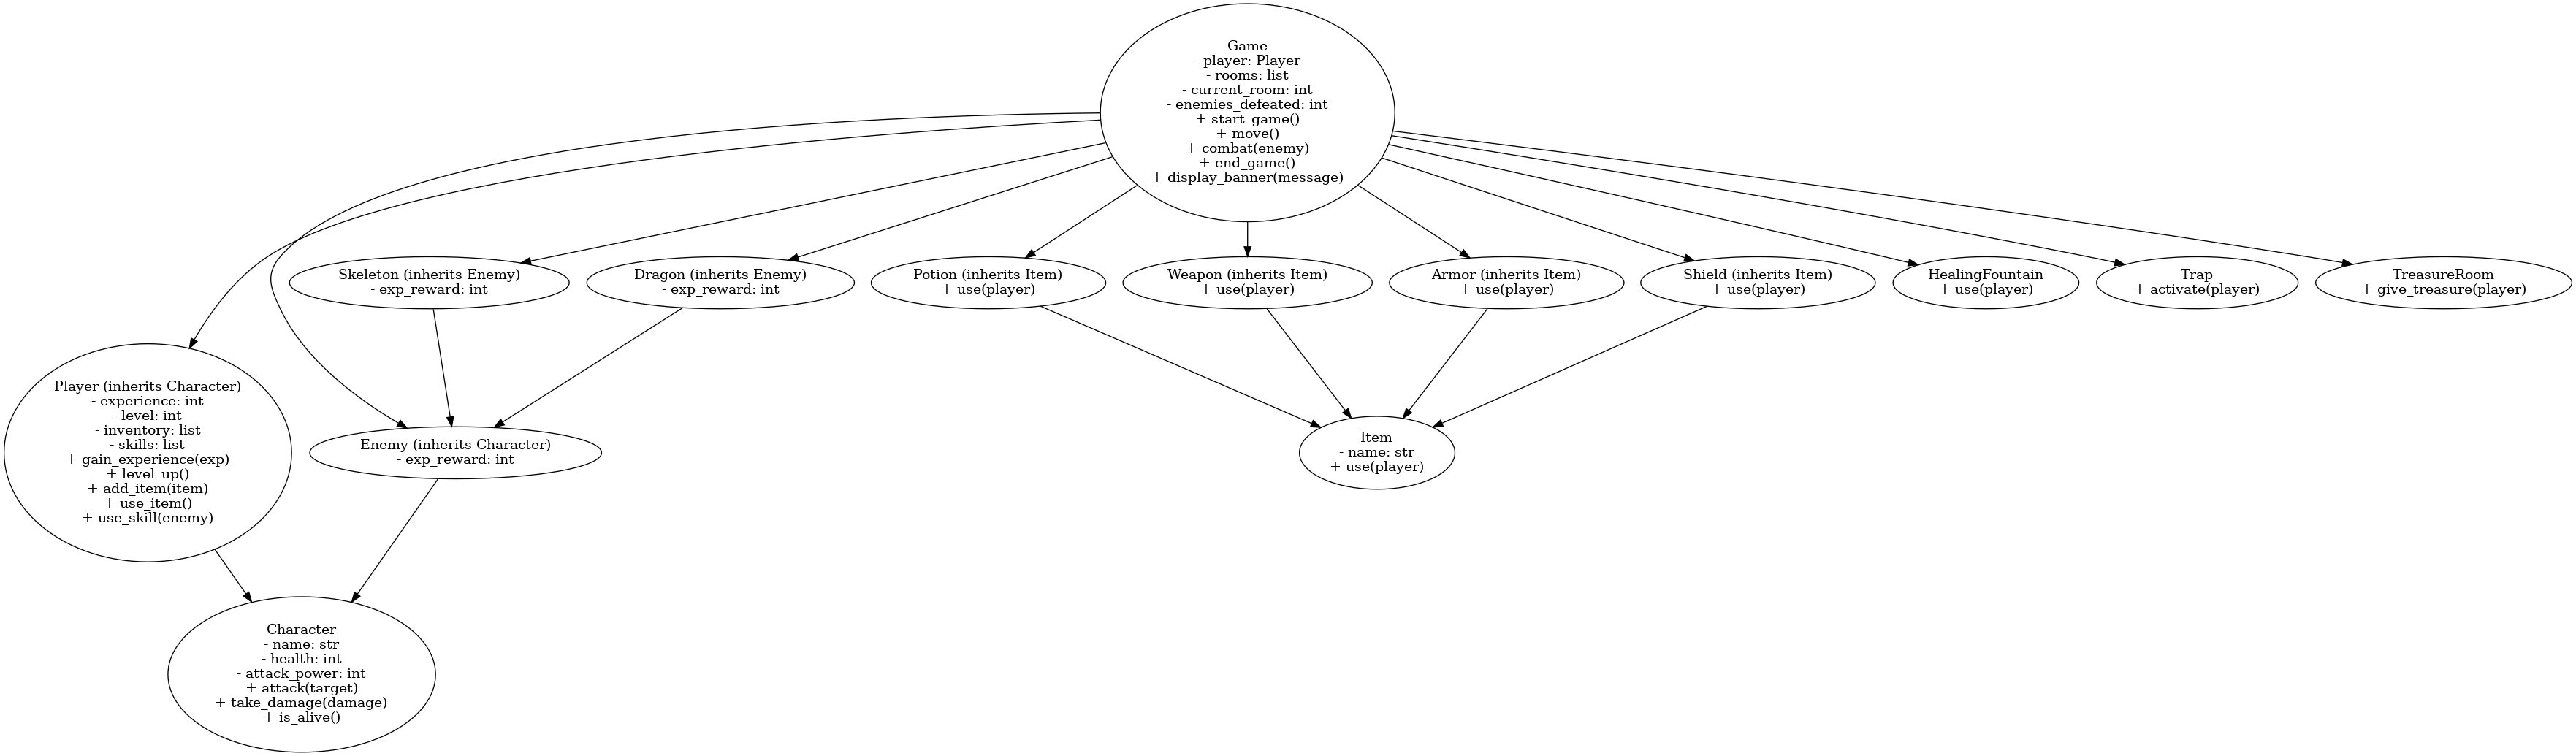 Game
- player: Player
- rooms: list
- current_room: int
- enemies_defeated: int
+ start_game()
+ move()
+ combat(enemy)
+ end_game()
+ display_banner(message)
Skeleton (inherits Enemy)
- exp_reward: int
Dragon (inherits Enemy)
- exp_reward: int
Potion (inherits Item)
+ use(player)
Weapon (inherits Item)
+ use(player)
Armor (inherits Item)
+ use(player)
Shield (inherits Item)
+ use(player)
HealingFountain
+ use(player)
Trap
+ activate(player)
TreasureRoom
+ give_treasure(player)
Player (inherits Character)
- experience: int
- level: int
- inventory: list
- skills: list
+ gain_experience(exp)
+ level_up()
+ add_item(item)
+ use_item()
+ use_skill(enemy)
Enemy (inherits Character)
- exp_reward: int
Item
- name: str
+ use(player)
Character
- name: str
- health: int
- attack_power: int
+ attack(target)
+ take_damage(damage)
+ is_alive()